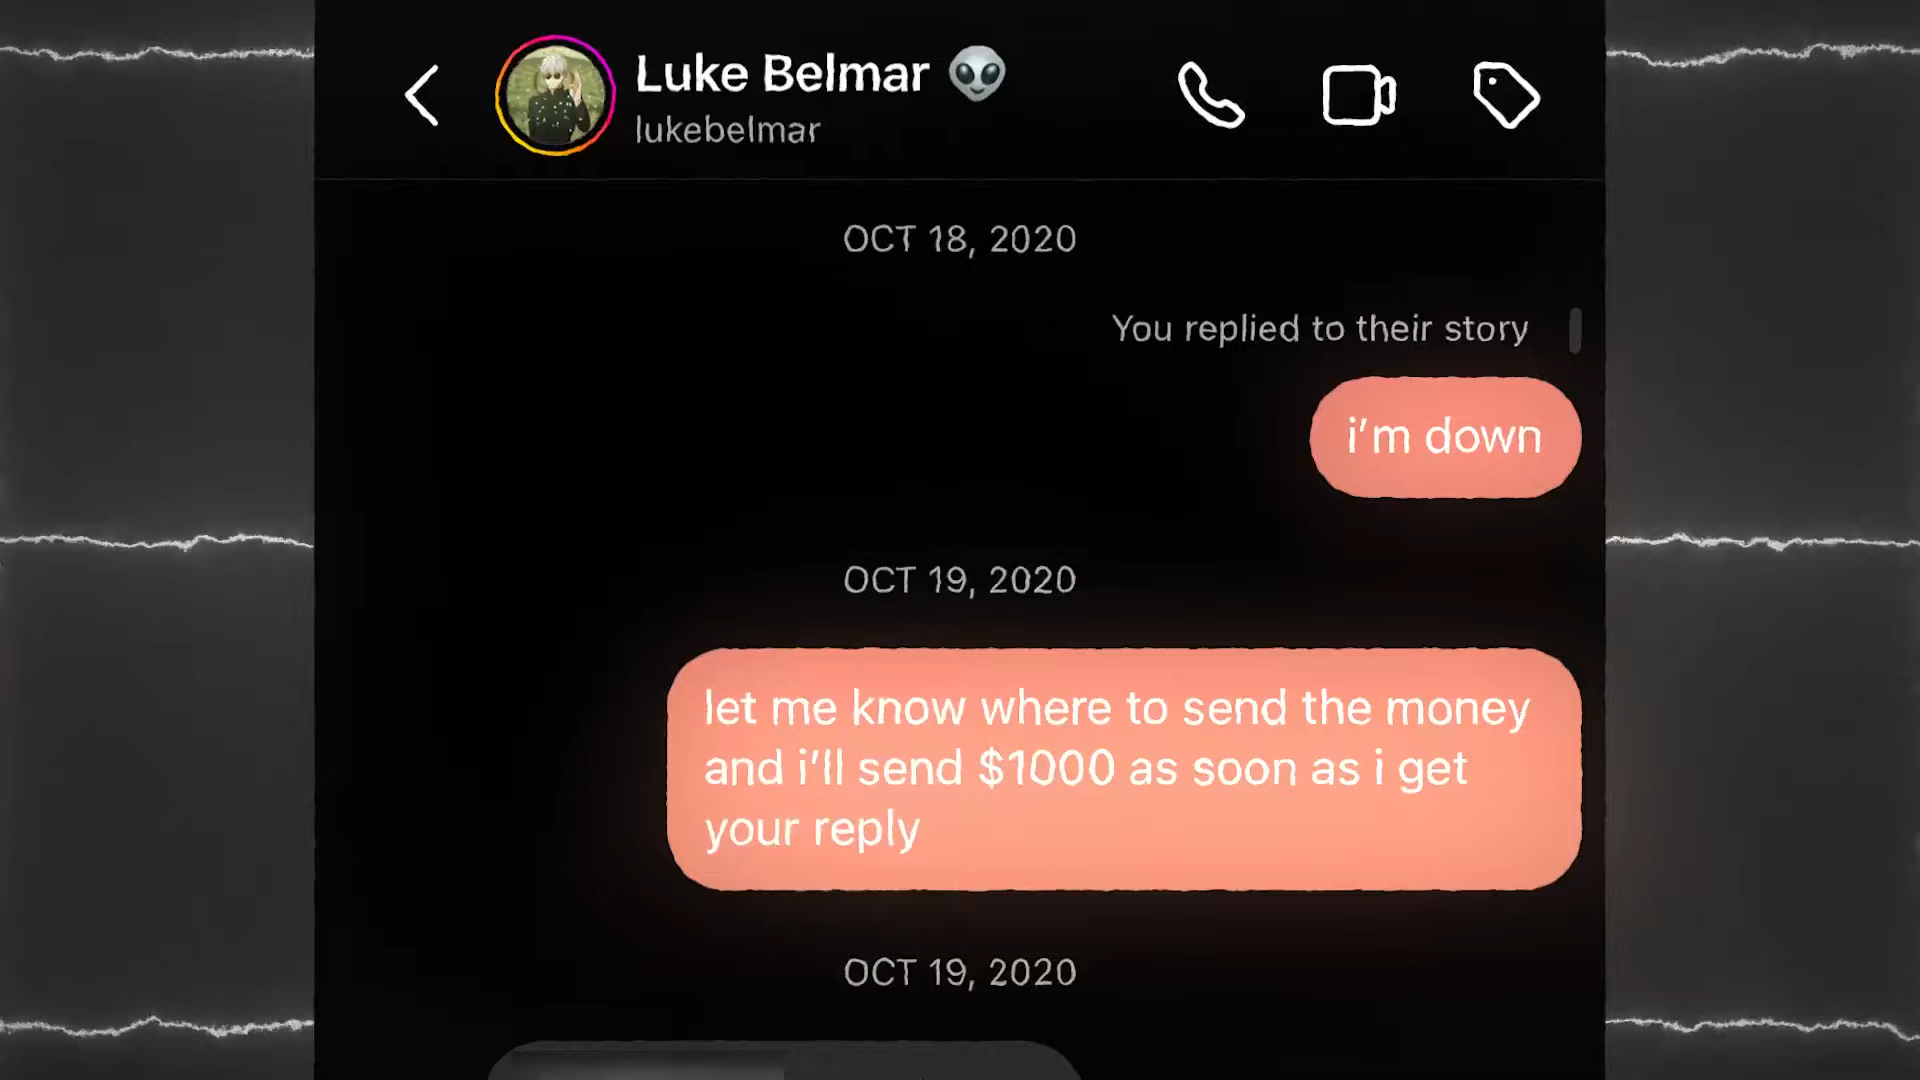 Luke Belmar 👽
lukebelmar
OCT 18, 2020
You replied to their story
i’m down
OCT 19, 2020
let me know where to send the money
and i’ll send $1000 as soon as i get
your reply
OCT 19, 2020